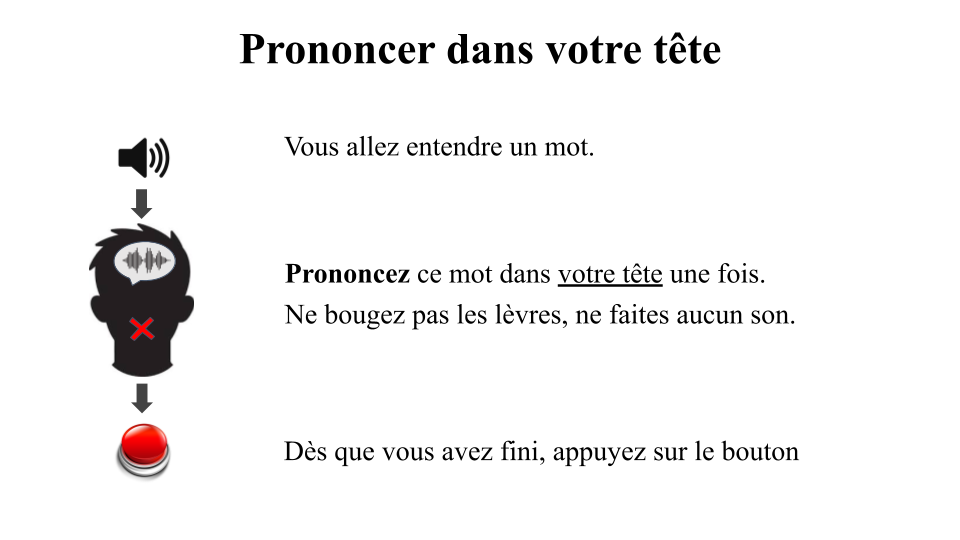 Prononcer dans votre tête
Vous allez entendre un mot.
Prononcez ce mot dans votre tête une fois.
Ne bougez pas les lèvres, ne faites aucun son.
Dès que vous avez fini, appuyez sur le bouton